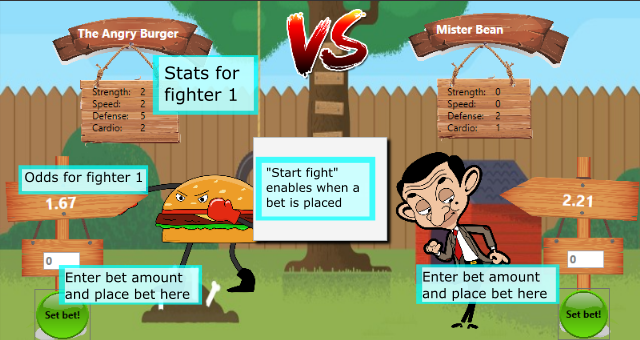 The Angry Burger
VS
Mister Bean
Stats for
fighter 1
Strength: 2
Speed: 2
Defense: 5
Cardio: 2
Strength: 0
Speed: 0
Defense: 2
Cardio: 1
Odds for fighter 1
1.67
"Start fight"
enables when a
bet is placed
2.21
0
Enter bet amount
and place bet here
Set bet!
0
Enter bet amount
and place bet here
Set bet!